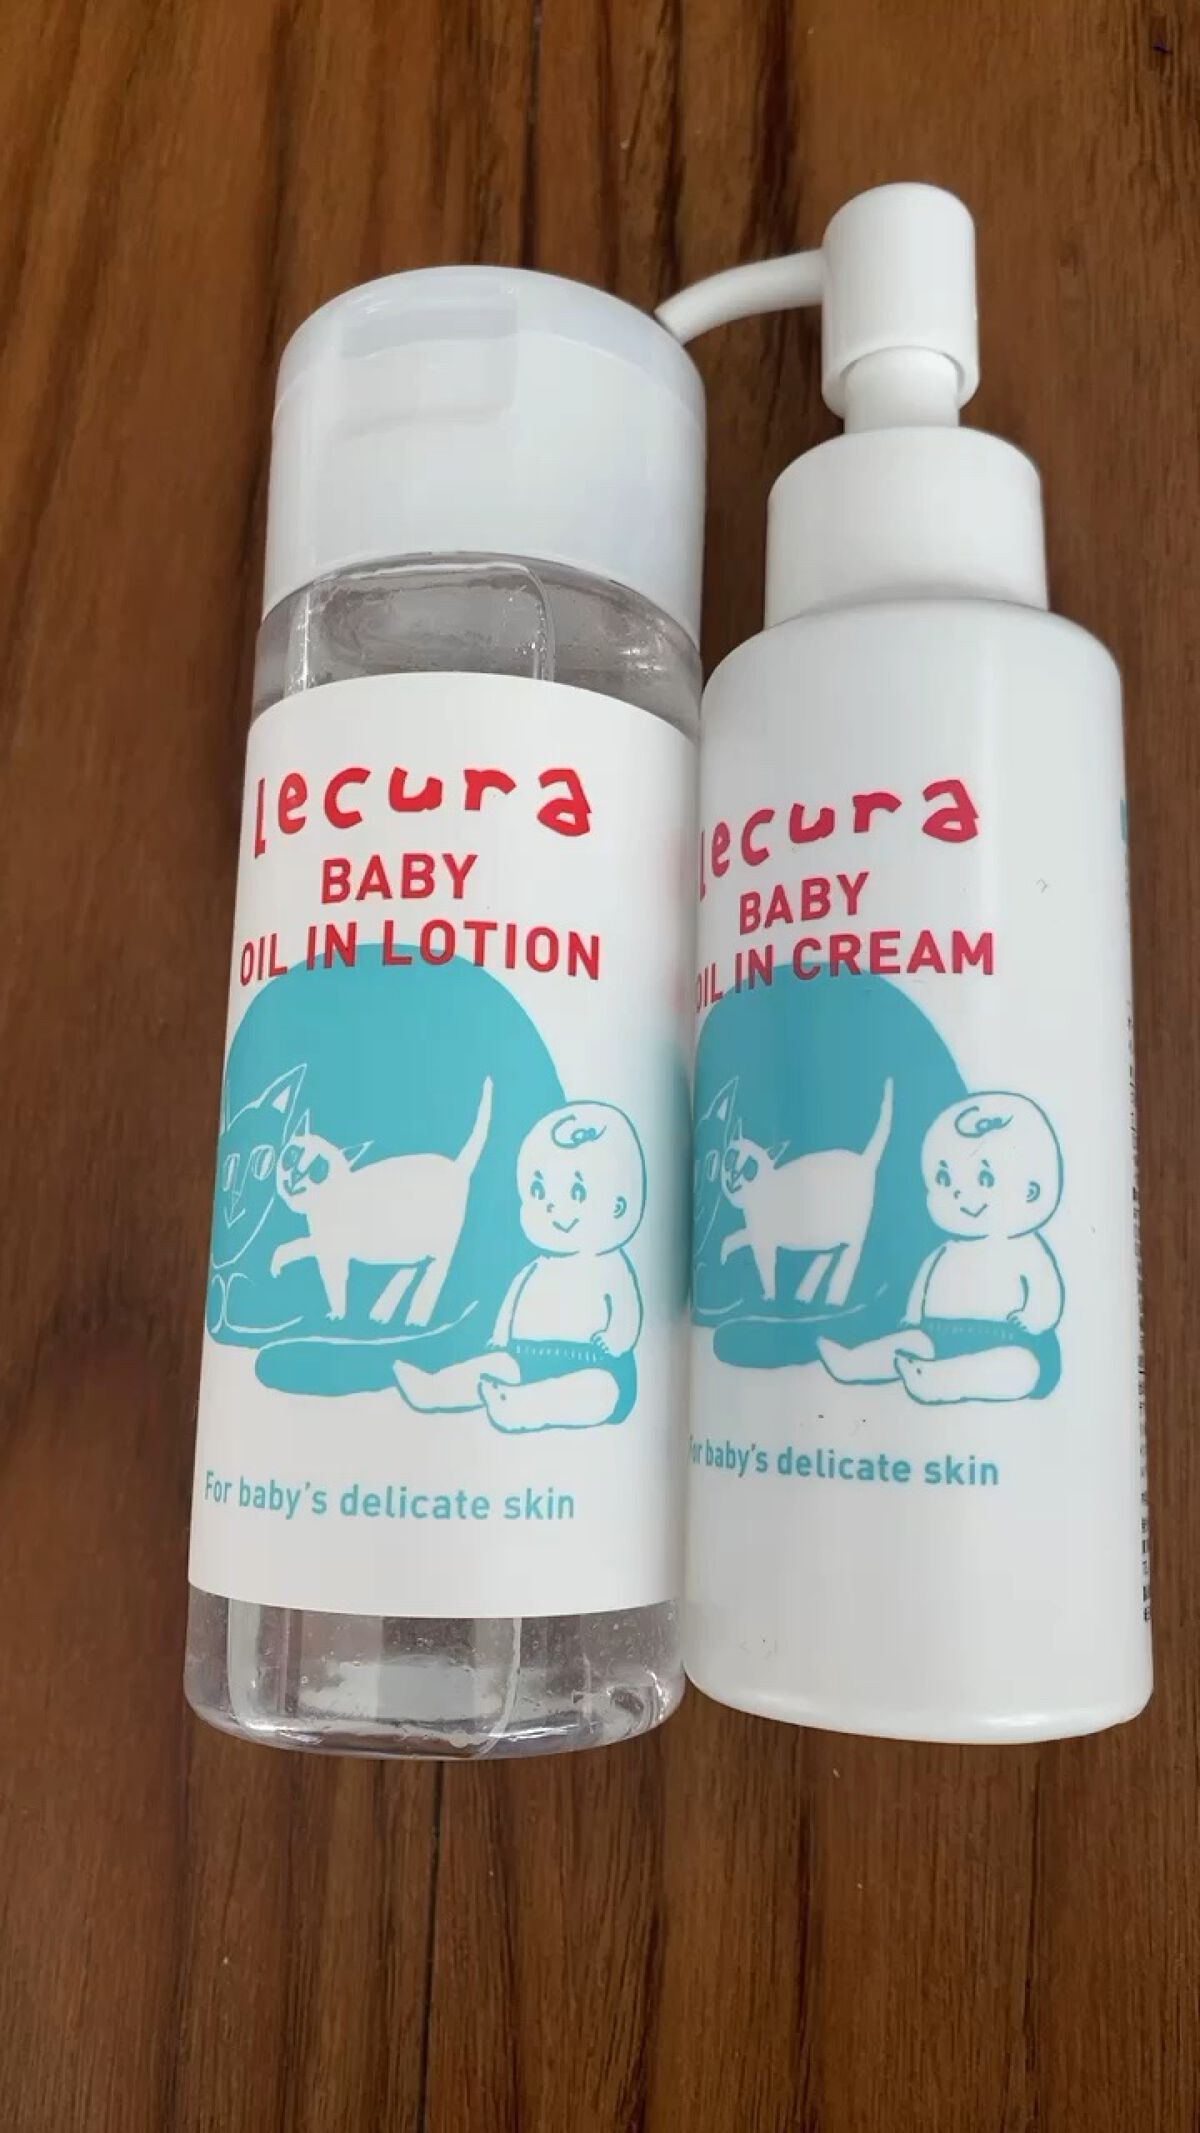 lecura
BABY
OIL IN LOTION
For baby's delicate skin
lecura
BABY
OIL IN CREAM
For baby's delicate skin